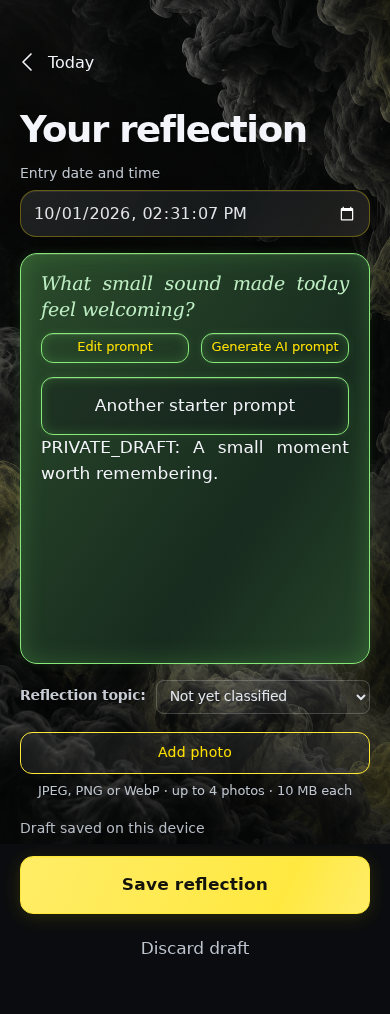 Today
Your reflection
Entry date and time
10/01/2026, 02:31:07 PM
What small sound made today
feel welcoming?
Edit prompt
Generate AI prompt
Another starter prompt
PRIVATE_DRAFT: A small moment
worth remembering.
Reflection topic:
Not yet classified
Add photo
JPEG, PNG or WebP · up to 4 photos · 10 MB each
Draft saved on this device
Save reflection
Discard draft